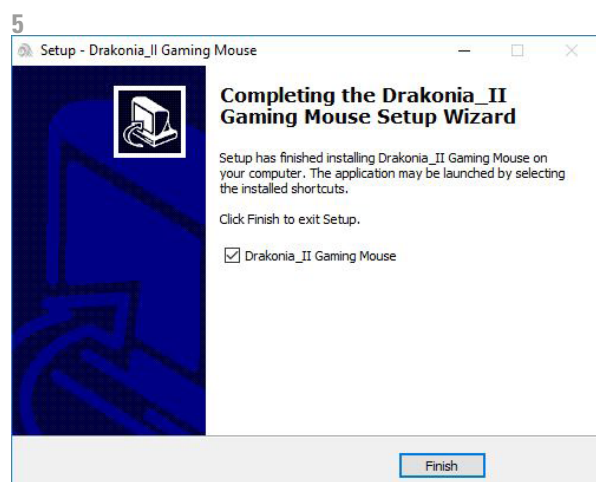 5
Setup - Drakonia_II Gaming Mouse
Completing the Drakonia_II
Gaming Mouse Setup Wizard
Setup has finished installing Drakonia_II Gaming Mouse on
your computer. The application may be launched by selecting
the installed shortcuts.
Click Finish to exit Setup.
Drakonia_II Gaming Mouse
Finish